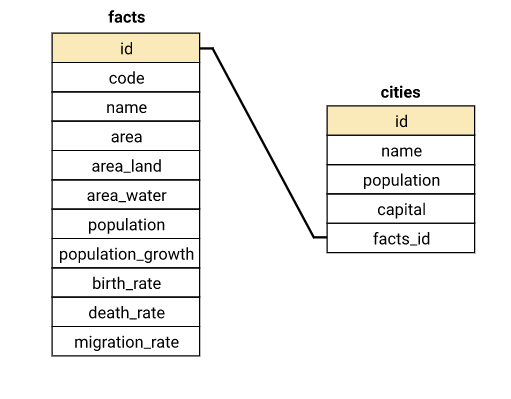 facts
id
code
name
area
area_land
area_water
population
population_growth
birth_rate
death_rate
migration_rate
cities
id
name
population
capital
facts_id